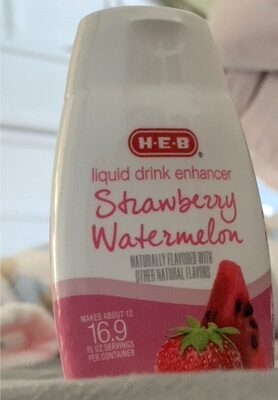 H-E-B®
liquid drink enhancer
Strawberry
Watermelon
NATURALLY FLAVORED WITH
OTHER NATURAL FLAVORS
MAKES ABOUT 12
16.9
FL OZ SERVINGS
PER CONTAINER